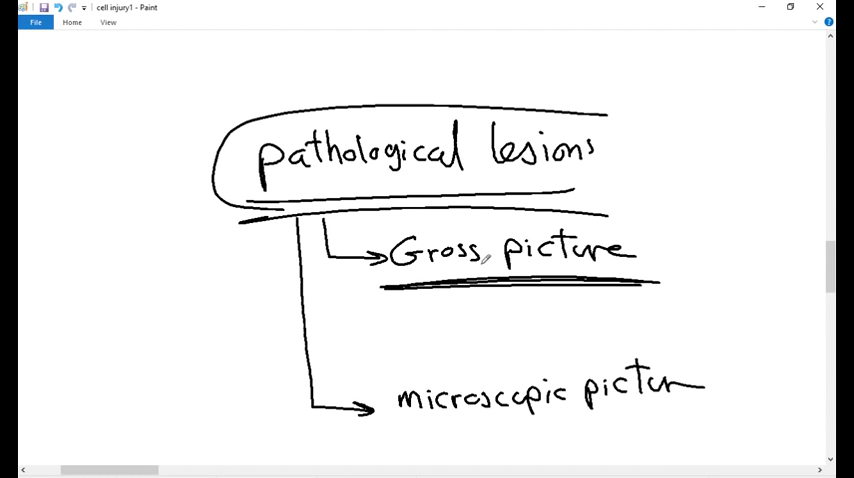 cell injury1 - Paint
File Home View
pathological lesions
Gross picture
microscopic pictur